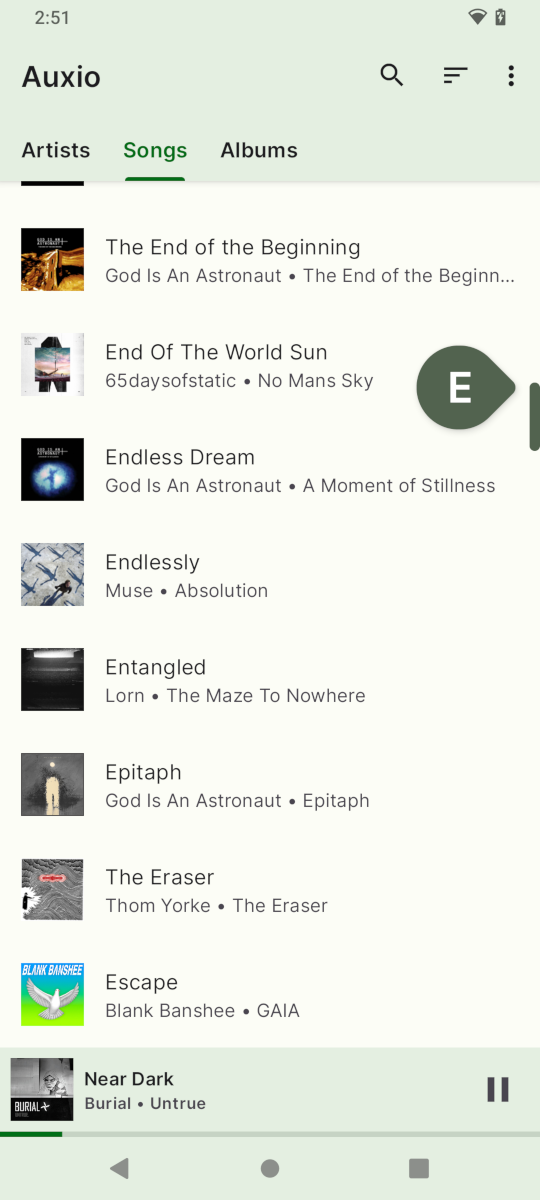 2:51
Auxio
Artists Songs Albums
The End of the Beginning
God Is An Astronaut • The End of the Beginn...
End Of The World Sun
65daysofstatic • No Mans Sky
E
Endless Dream
God Is An Astronaut • A Moment of Stillness
Endlessly
Muse • Absolution
Entangled
Lorn • The Maze To Nowhere
Epitaph
God Is An Astronaut • Epitaph
The Eraser
Thom Yorke • The Eraser
BLANK BANSHEE
Escape
Blank Banshee • GAIA
BURIAL
Near Dark
Burial • Untrue